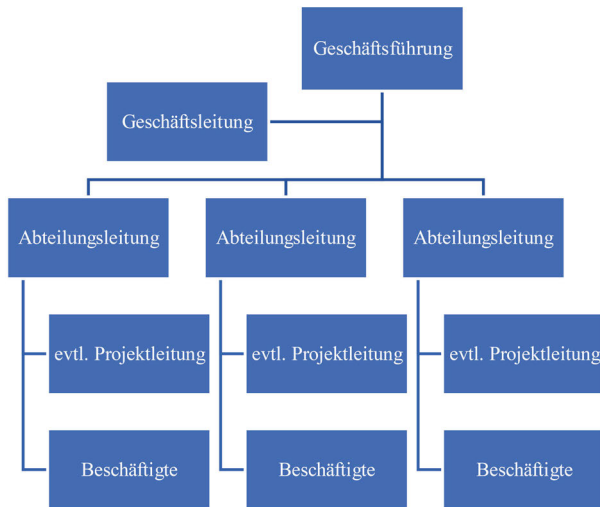 Geschäftsführung
Geschäftsleitung
Abteilungsleitung
Abteilungsleitung
Abteilungsleitung
evtl. Projektleitung
evtl. Projektleitung
evtl. Projektleitung
Beschäftigte
Beschäftigte
Beschäftigte